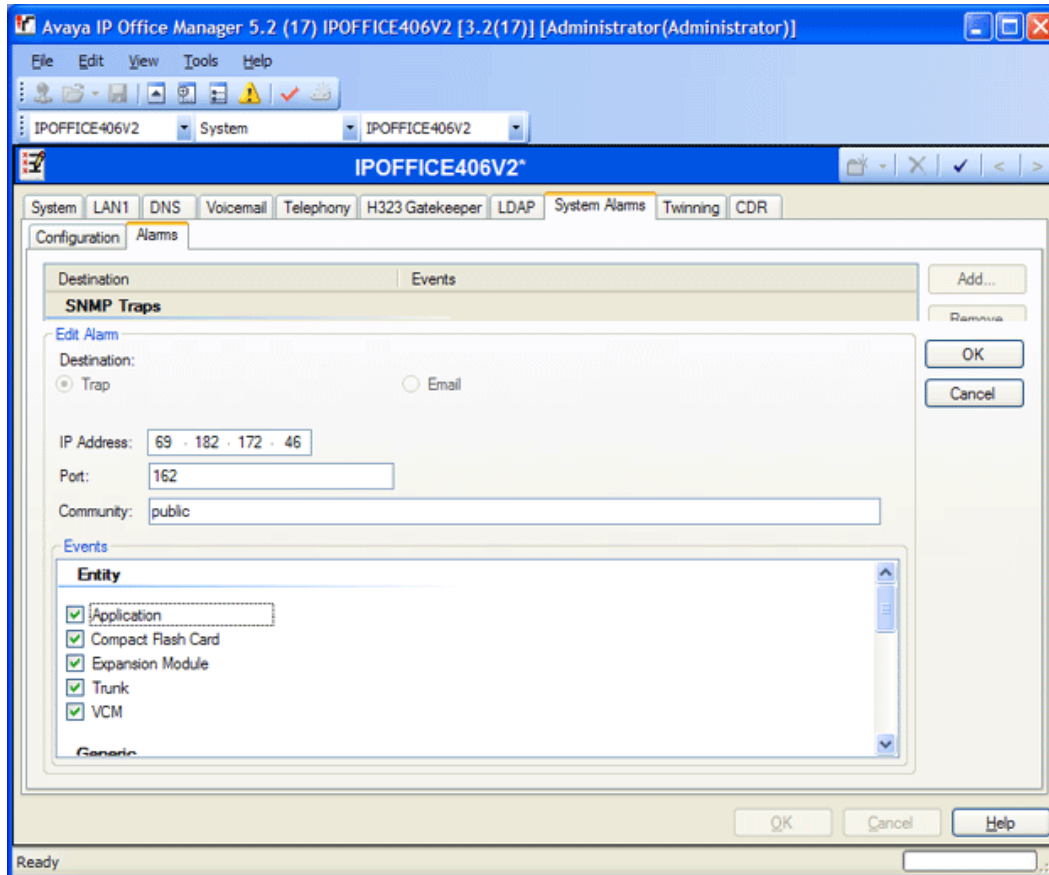 Avaya IP Office Manager 5.2 (17) IPOFFICE406V2 [3.2(17)] [Administrator(Administrator)]
File Edit View Tools Help
IPOFFICE406V2 System IPOFFICE406V2
IPOFFICE406V2*
System LAN1 DNS Voicemail Telephony H323 Gatekeeper LDAP System Alarms Twinning CDR
Configuration Alarms
Destination Events Add...
SNMP Traps
Remove
Edit Alarm
Destination:
OK
Trap Email
Cancel
IP Address: 69 . 182 . 172 . 46
Port: 162
Community: public
Events
Entity
Application
Compact Flash Card
Expansion Module
Trunk
VCM
Generic
OK Cancel Help
Ready